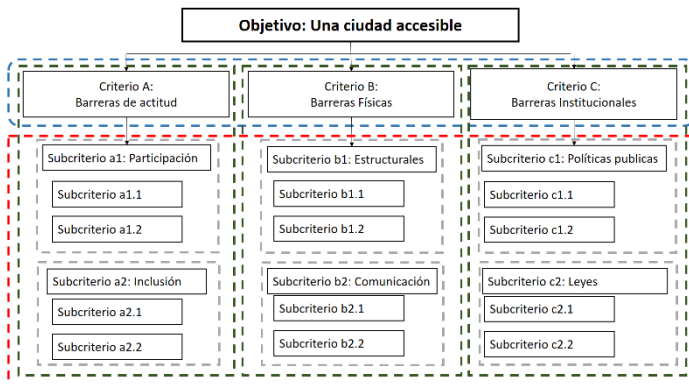 Objetivo: Una ciudad accesible
Criterio A:
Barreras de actitud
Criterio B:
Barreras Físicas
Criterio C:
Barreras Institucionales
Subcriterio a1: Participación
Subcriterio a1.1
Subcriterio a1.2
Subcriterio a2: Inclusión
Subcriterio a2.1
Subcriterio a2.2
Subcriterio b1: Estructurales
Subcriterio b1.1
Subcriterio b1.2
Subcriterio b2: Comunicación
Subcriterio b2.1
Subcriterio b2.2
Subcriterio c1: Políticas publicas
Subcriterio c1.1
Subcriterio c1.2
Subcriterio c2: Leyes
Subcriterio c2.1
Subcriterio c2.2